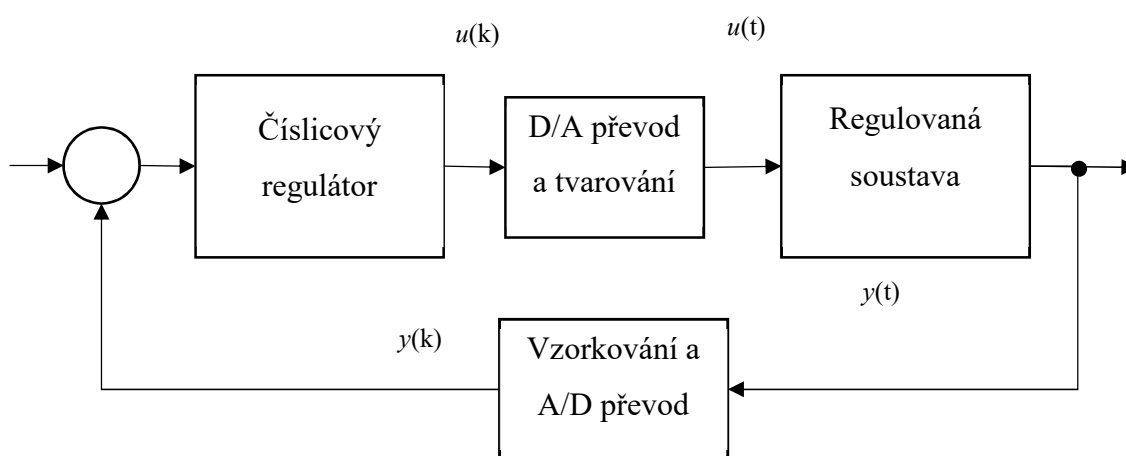 u(k)
u(t)
Číslicový
regulátor
D/A převod
a tvarování
Regulovaná
soustava
y(t)
y(k)
Vzorkování a
A/D převod